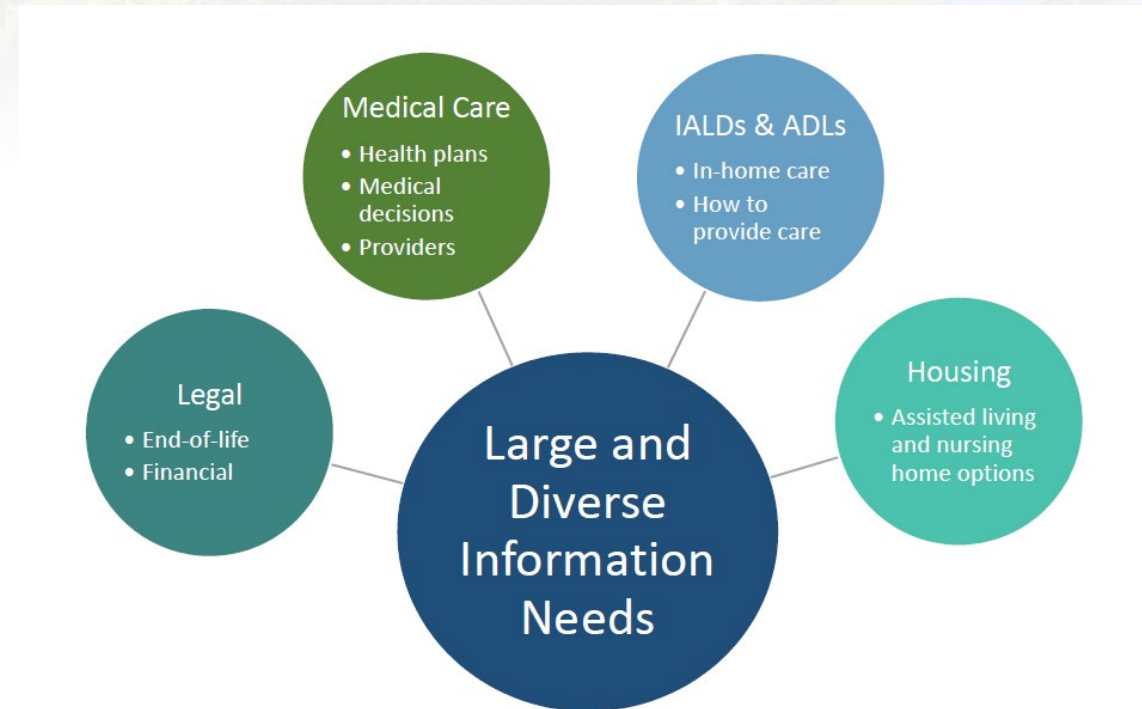 Medical Care
• Health plans
• Medical
decisions
• Providers
IALDs & ADLs
• In-home care
• How to
provide care
Legal
• End-of-life
• Financial
Housing
• Assisted living
and nursing
home options
Large and
Diverse
Information
Needs